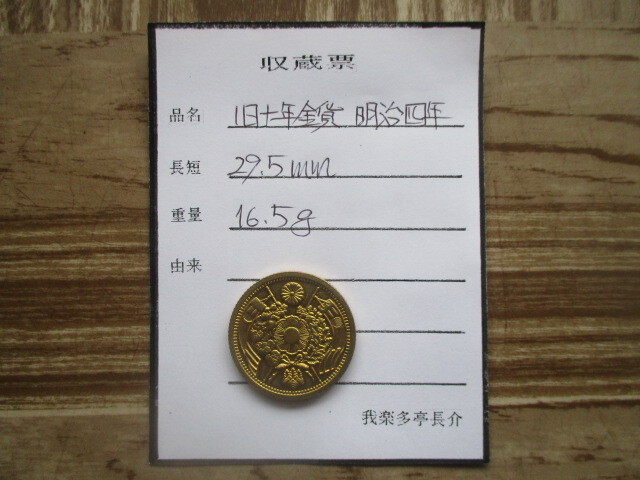 収蔵票
品名 旧十年金貨 明治四年
長短 29.5mm
重量 16.5g
由来
我楽多亭長介